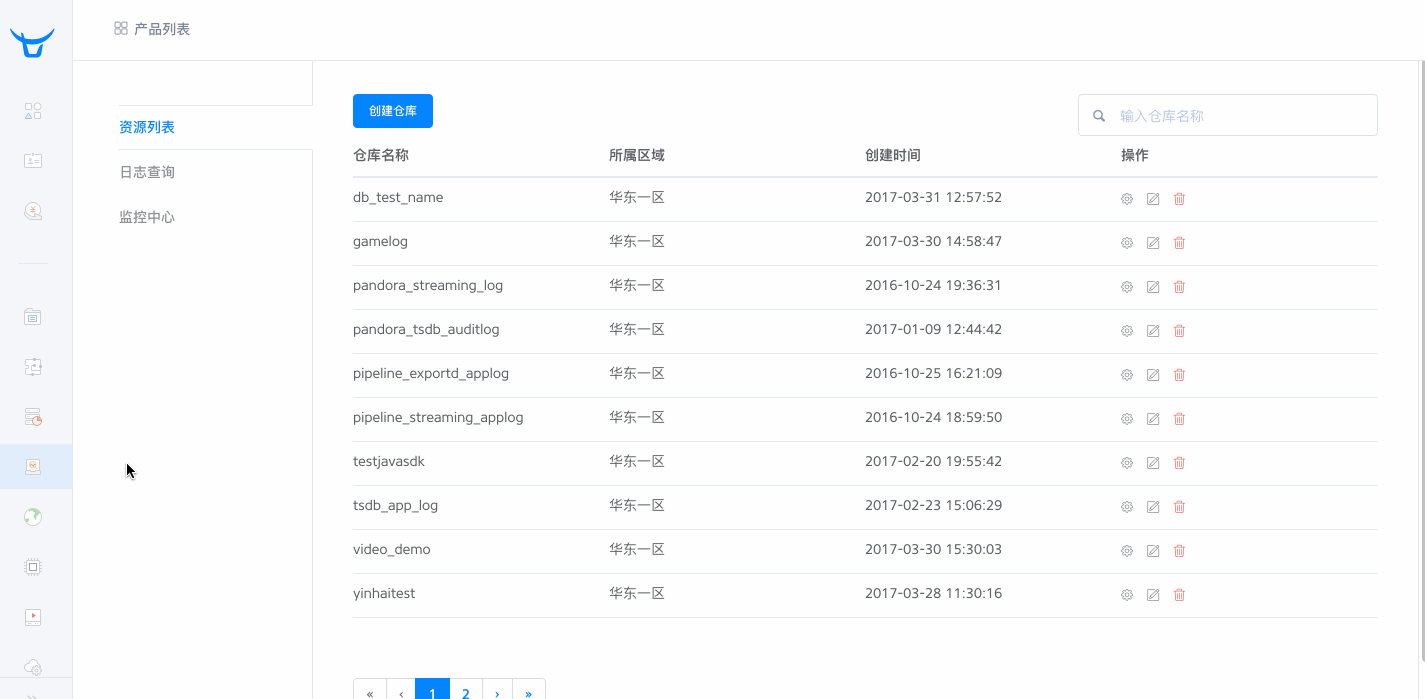 产品列表
资源列表
日志查询
监控中心
创建仓库
输入仓库名称
仓库名称 所属区域 创建时间 操作
db_test_name 华东一区 2017-03-31 12:57:52
gamelog 华东一区 2017-03-30 14:58:47
pandora_streaming_log 华东一区 2016-10-24 19:36:31
pandora_tsdb_auditlog 华东一区 2017-01-09 12:44:42
pipeline_exportd_applog 华东一区 2016-10-25 16:21:09
pipeline_streaming_applog 华东一区 2016-10-24 18:59:50
testjavasdk 华东一区 2017-02-20 19:55:42
tsdb_app_log 华东一区 2017-02-23 15:06:29
video_demo 华东一区 2017-03-30 15:30:03
yinhaitest 华东一区 2017-03-28 11:30:16
« ‹ 1 2 › »